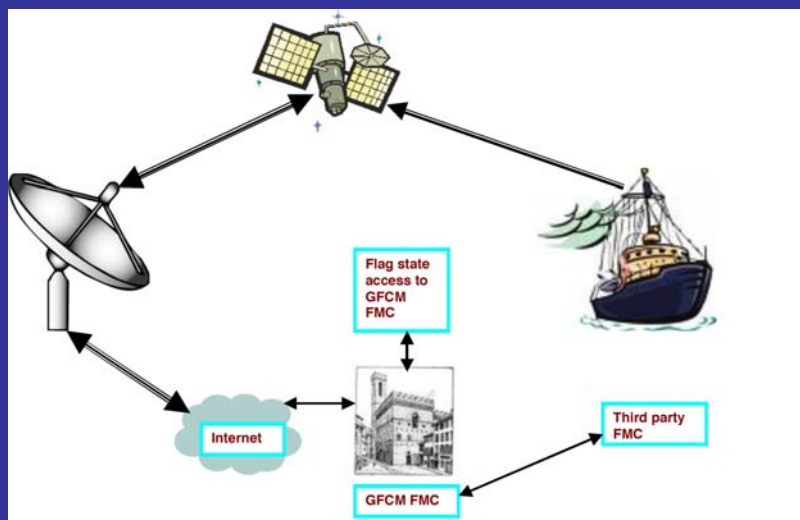 Flag state
access to
GFCM
FMC
Internet
Third party
FMC
GFCM FMC